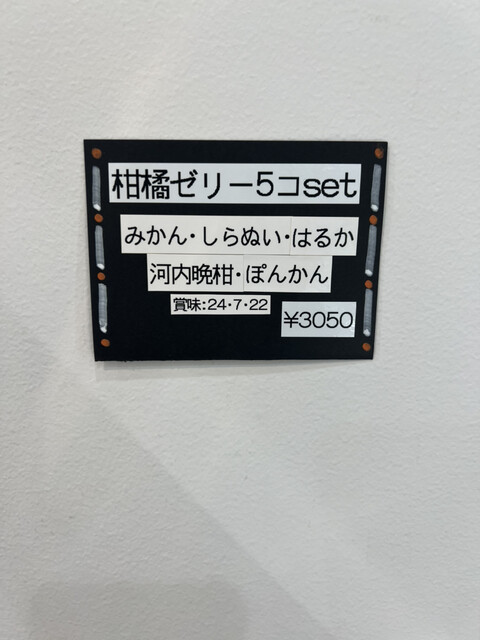 柑橘ゼリー5コset
みかん・しらぬい・はるか
河内晩柑・ぽんかん
賞味:24・7・22
¥3050